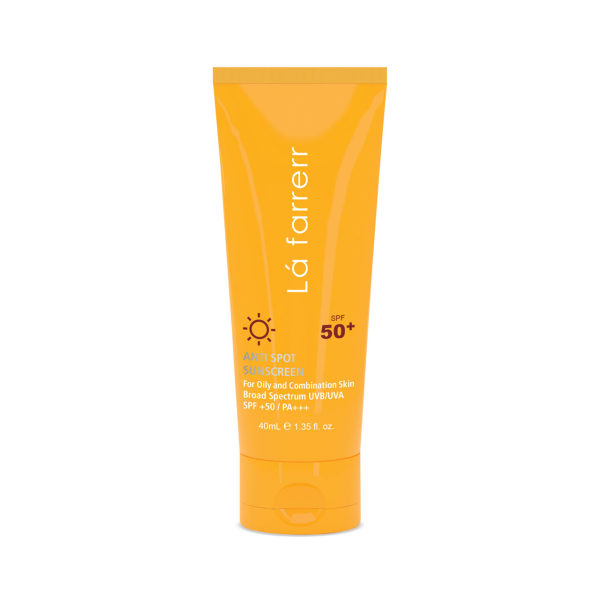 Lá farrerr
SPF
50+
ANTI SPOT
SUNSCREEN
For Oily and Combination Skin
Broad Spectrum UVB/UVA
SPF +50 / PA+++
40mL ℮ 1.35 fl. oz.